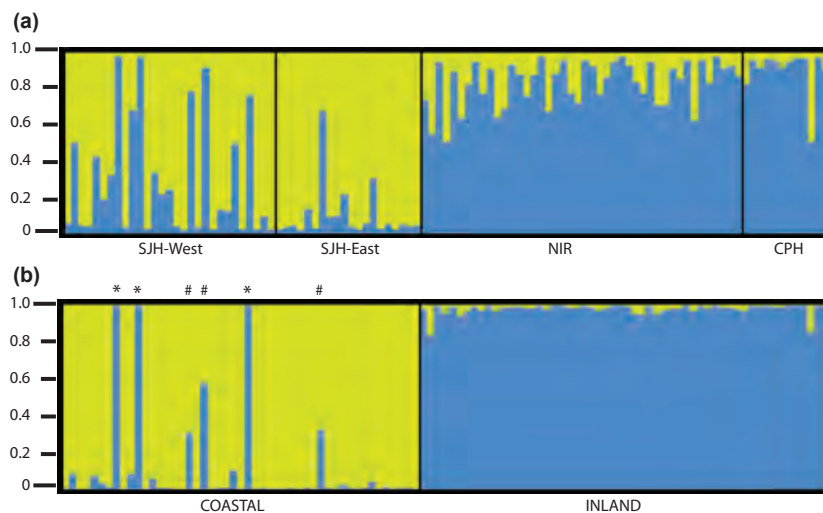 (a)
1.0
0.8
0.6
0.4
0.2
0
SJH-West SJH-East NIR CPH
(b)
* * # # * #
1.0
0.8
0.6
0.4
0.2
0
COASTAL INLAND